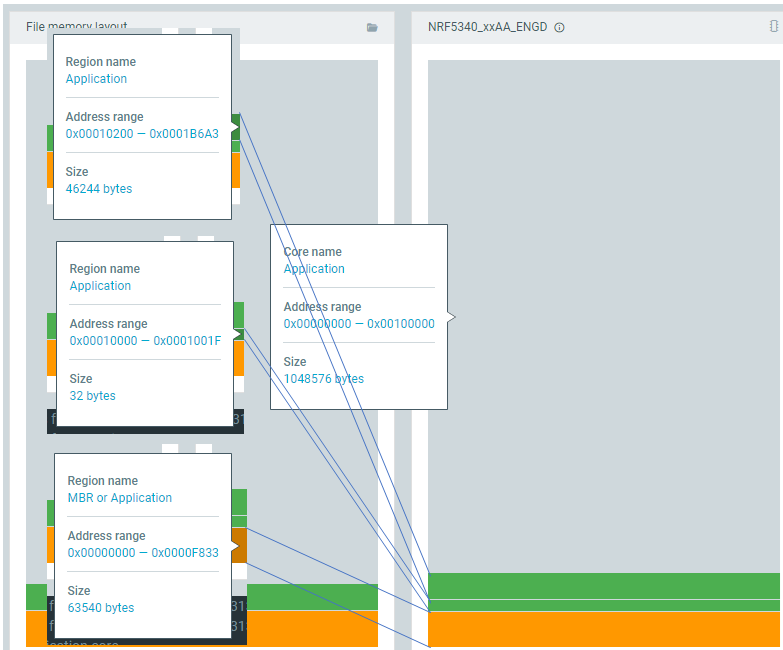 File memory layout
NRF5340_xxAA_ENGD
Region name
Application
Address range
0x00010200 — 0x0001B6A3
Size
46244 bytes
Core name
Application
Address range
0x00000000 — 0x00100000
Size
1048576 bytes
Region name
Application
Address range
0x00010000 — 0x0001001F
Size
32 bytes
Region name
MBR or Application
Address range
0x00000000 — 0x0000F833
Size
63540 bytes